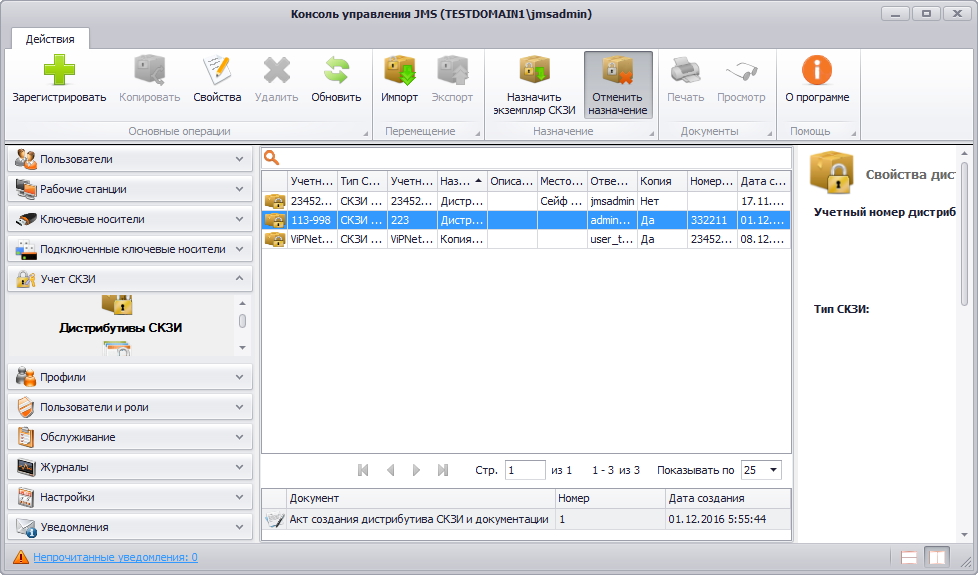 Консоль управления JMS (TESTDOMAIN1\jmsadmin)
Действия
Зарегистрировать Копировать Свойства Удалить Обновить Импорт Экспорт Назначить экземпляр СКЗИ Отменить назначение Печать Просмотр О программе
Основные операции Перемещение Назначение Документы Помощь
Пользователи
Рабочие станции
Ключевые носители
Подключенные ключевые носители
Учет СКЗИ
Дистрибутивы СКЗИ
Профили
Пользователи и роли
Обслуживание
Журналы
Настройки
Уведомления
Учетн... Тип С... Учетн... Наз... Описа... Место... Отве... Копия Номер... Дата с...
23452... СКЗИ ... 23452... Дистр... Сейф ... jmsadmin Нет 17.11....
113-998 СКЗИ ... 223 Дистр... admin... Да 332211 01.12....
ViPNet... СКЗИ ... ViPNet... Копия... user_t... Да 23452... 08.12....
Стр. 1 из 1 1 - 3 из 3 Показывать по 25
Документ Номер Дата создания
Акт создания дистрибутива СКЗИ и документации 1 01.12.2016 5:55:44
Свойства дис
Учетный номер дистриб
Тип СКЗИ:
Непрочитанные уведомления: 0